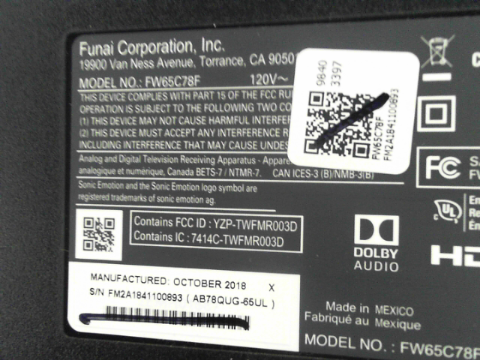 Funai Corporation, Inc.
19900 Van Ness Avenue, Torrance, CA 9050
MODEL NO.: FW65C78F 120V~
THIS DEVICE COMPLIES WITH PART 15 OF THE FCC RU
OPERATION IS SUBJECT TO THE FOLLOWING TWO
(1) THIS DEVICE MAY NOT CAUSE HARMFUL INTERFEREN
(2) THIS DEVICE MUST ACCEPT ANY INTERFERENCE R
INCLUDING INTERFERENCE THAT MAY CAUSE UNDES
Analog and Digital Television Receiving Apparatus - Appare
analogique et numérique, Canada BETS-7 / NTMR-7. CAN ICES-3 (B)/NMB-3(B)
Sonic Emotion and the Sonic Emotion logo symbol are
registered trademarks of sonic emotion ag.
9840
3397
FW65C78F
FM2A1841100893
FC
SA
FW
UL
Contains FCC ID : YZP-TWFMR003D
Contains IC : 7414C-TWFMR003D
DOLBY
AUDIO
HD
MANUFACTURED: OCTOBER 2018 X
S/N FM2A1841100893 ( AB78QUG-65UL )
Made in MEXICO
Fabriqué au Mexique
MODEL NO.: FW65C78F